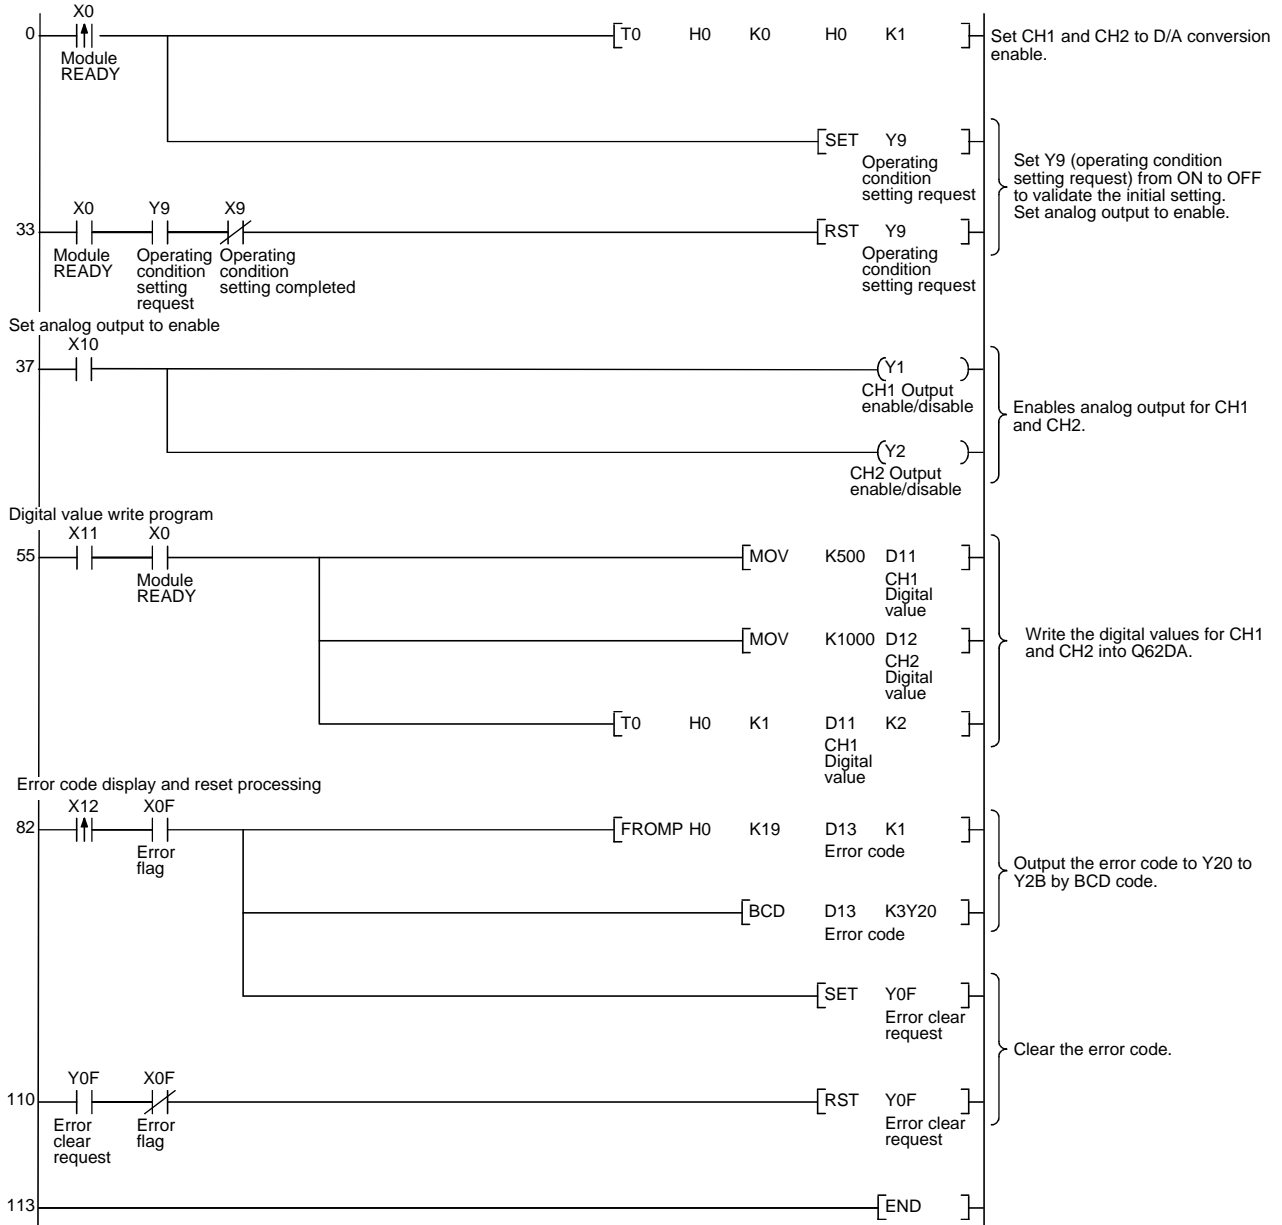 X0
0
T0 H0 K0 H0 K1
Set CH1 and CH2 to D/A conversion
enable.
Module
READY
SET Y9
Operating
condition
setting request
Set Y9 (operating condition
setting request) from ON to OFF
to validate the initial setting.
Set analog output to enable.
X0 Y9 X9
33
RST Y9
Module
READY
Operating
condition
setting
request
Operating
condition
setting completed
Operating
condition
setting request
Set analog output to enable
X10
37
Y1
CH1 Output
enable/disable
Enables analog output for CH1
and CH2.
Y2
CH2 Output
enable/disable
Digital value write program
X11 X0
55
MOV K500 D11
Module
READY
CH1
Digital
value
MOV K1000 D12
CH2
Digital
value
Write the digital values for CH1
and CH2 into Q62DA.
T0 H0 K1 D11 K2
CH1
Digital
value
Error code display and reset processing
X12 X0F
82
FROMP H0 K19 D13 K1
Error
flag
Error code
Output the error code to Y20 to
Y2B by BCD code.
BCD D13 K3Y20
Error code
SET Y0F
Error clear
request
Clear the error code.
Y0F X0F
110
RST Y0F
Error
clear
request
Error
flag
Error clear
request
113
END